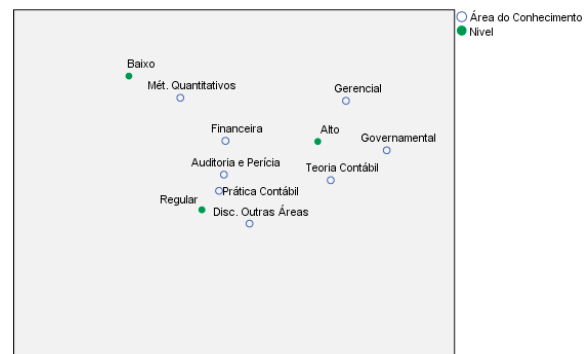 Área do Conhecimento
Nivel
Baixo
Mét. Quantitativos
Gerencial
Financeira
Alto
Governamental
Auditoria e Perícia
Teoria Contábil
Prática Contábil
Regular
Disc. Outras Áreas